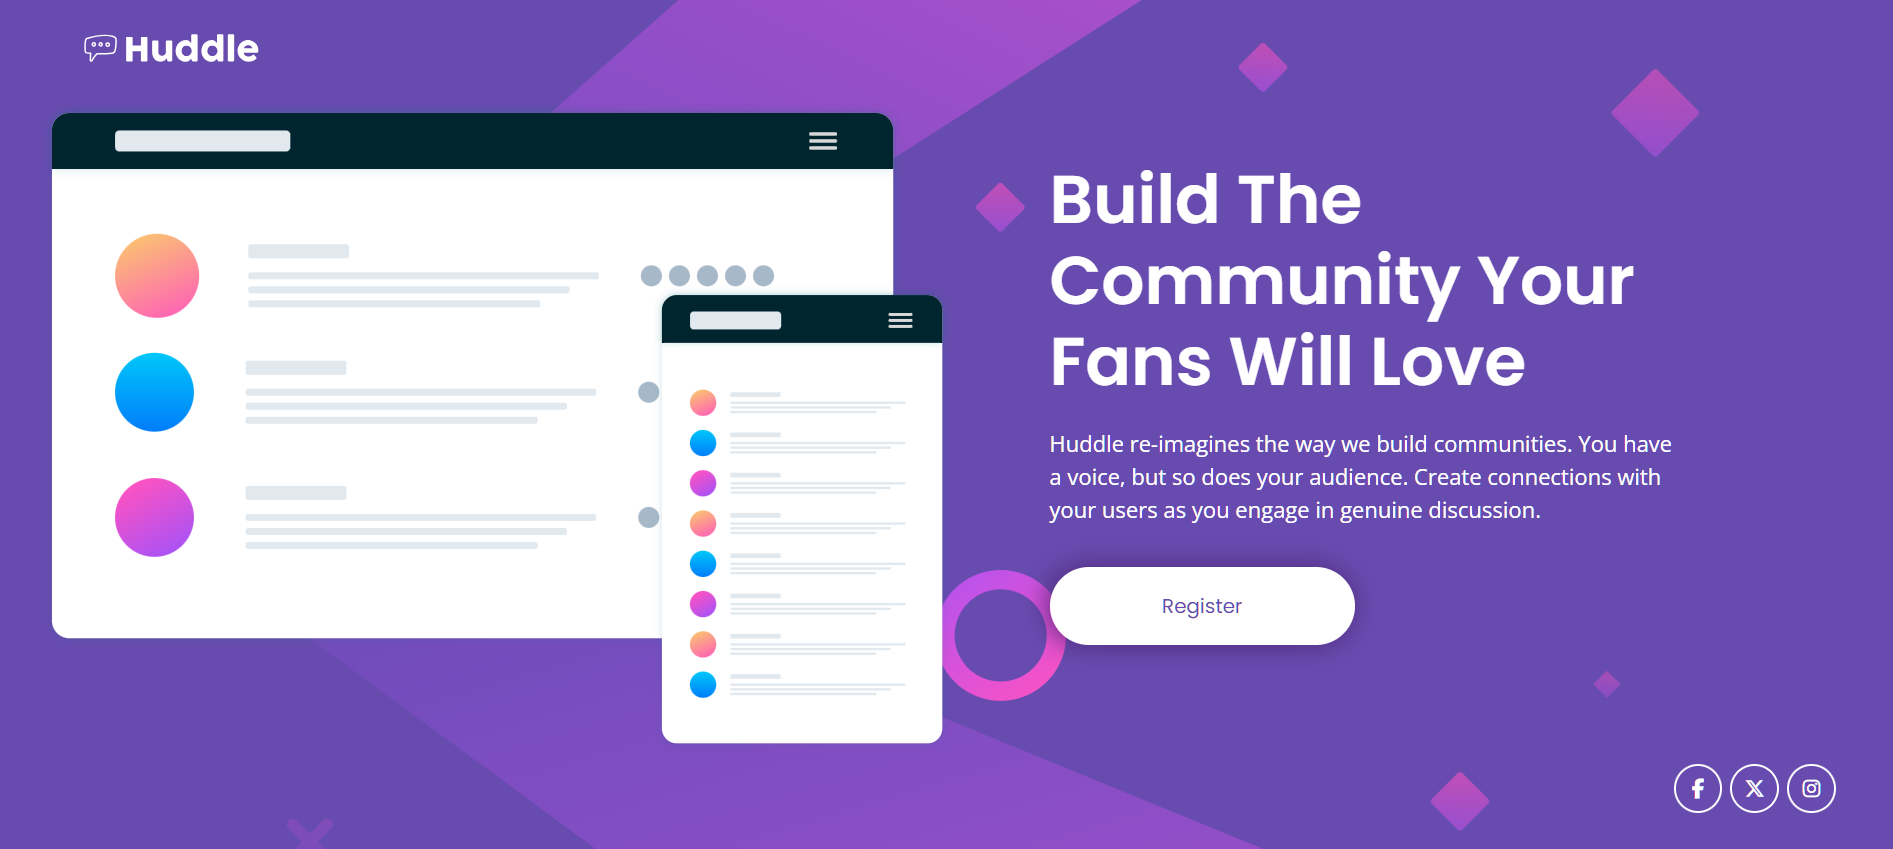 Huddle
Build The
Community Your
Fans Will Love
Huddle re-imagines the way we build communities. You have
a voice, but so does your audience. Create connections with
your users as you engage in genuine discussion.
Register